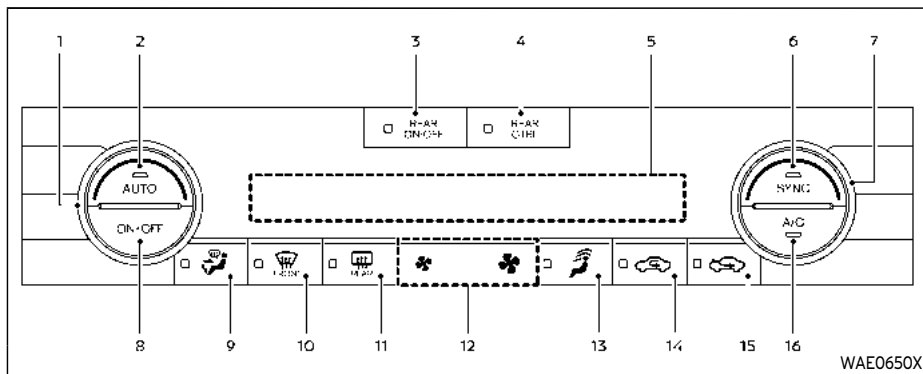 1 2 3 4 5 6 7
REAR
ON•OFF
REAR
CTRL
AUTO
SYNC
ON•OFF
A/C
FRONT
REAR
8 9 10 11 12 13 14 15 16
WAE0650X